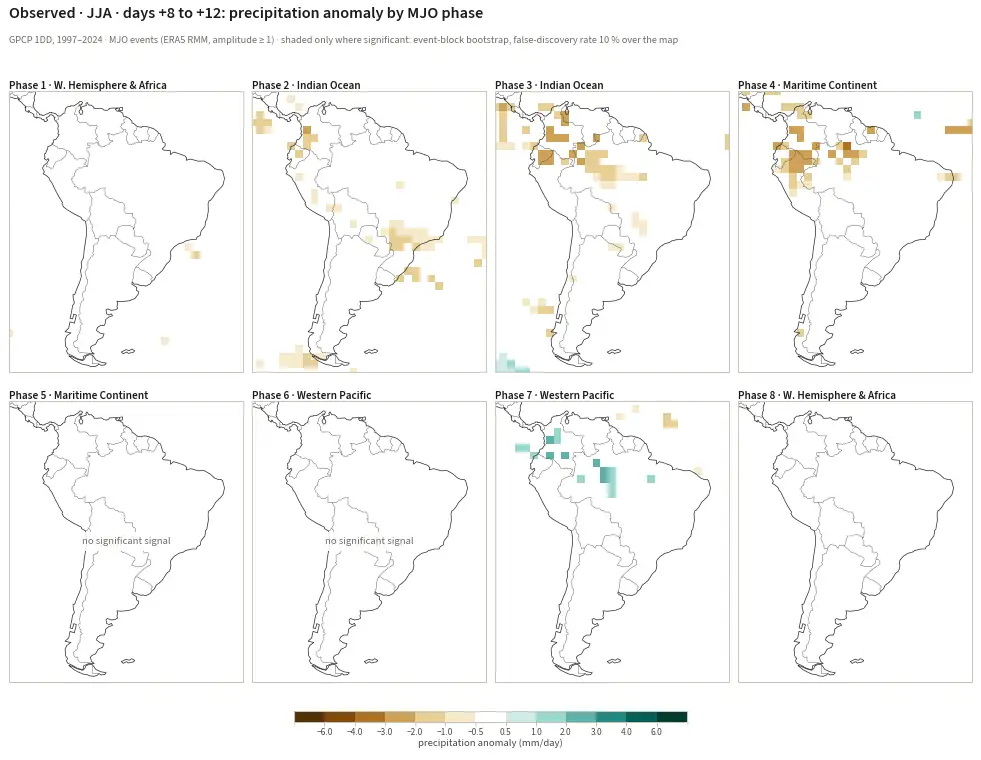 Observed · JJA · days +8 to +12: precipitation anomaly by MJO phase
GPCP 1DD, 1997–2024 · MJO events (ERA5 RMM, amplitude ≥ 1) · shaded only where significant: event-block bootstrap, false-discovery rate 10 % over the map
Phase 1 · W. Hemisphere & Africa
Phase 2 · Indian Ocean
Phase 3 · Indian Ocean
Phase 4 · Maritime Continent
Phase 5 · Maritime Continent
Phase 6 · Western Pacific
Phase 7 · Western Pacific
Phase 8 · W. Hemisphere & Africa
no significant signal
no significant signal
−6.0 −4.0 −3.0 −2.0 −1.0 −0.5 0.5 1.0 2.0 3.0 4.0 6.0
precipitation anomaly (mm/day)